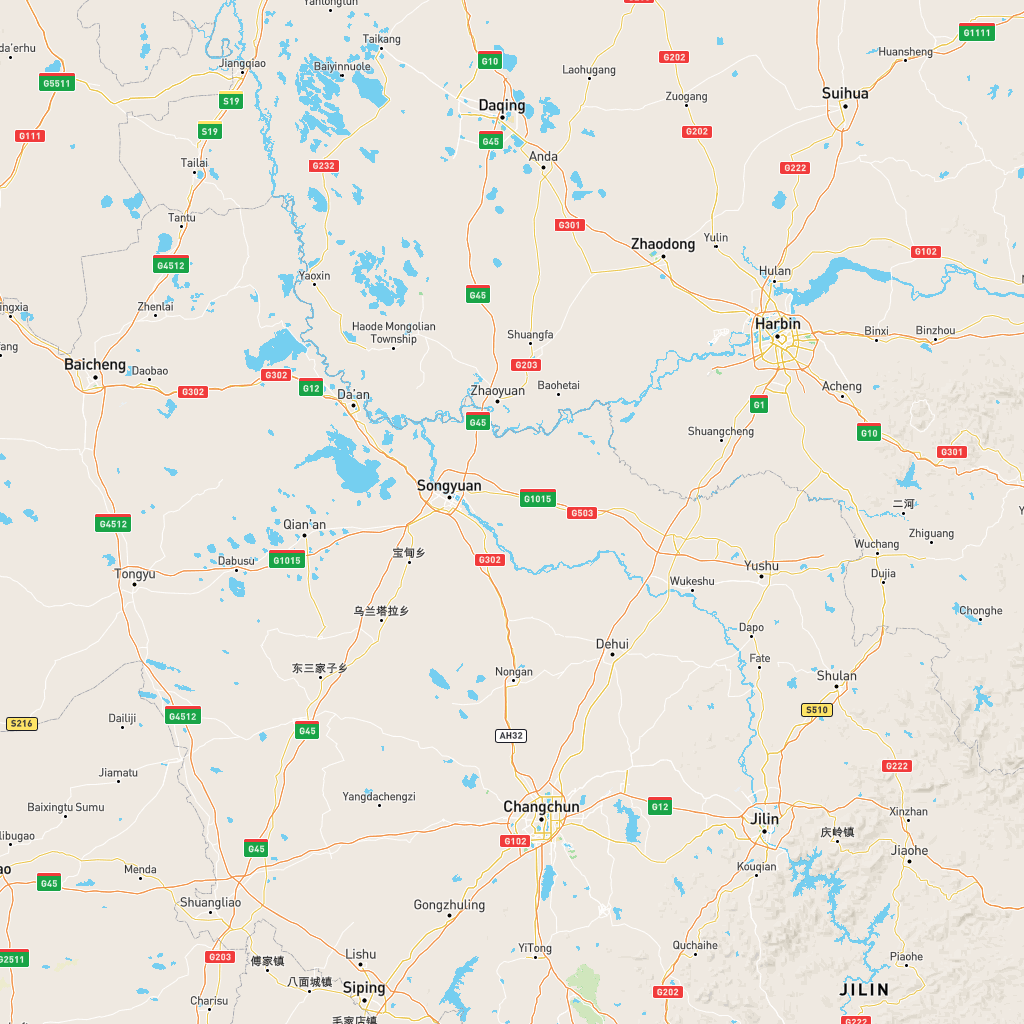 Taikang
G1111
G10
Huansheng
da'erhu
Jiangqiao
Baiyinnuole
Laohugang
G202
G5511
Suihua
S19
Daqing
Zuogang
G111
S19
G45
G202
Anda
Tailai
G232
G222
Tantu
G301
Zhaodong
Yulin
G102
G4512
Hulan
Yaoxin
G45
Zhenlai
Haode Mongolian
Township
Shuangfa
Harbin
Binxi
Binzhou
Baicheng
Daobao
G302
G302
G12
G203
Baohetai
Da'an
Zhaoyuan
Acheng
G1
G45
Shuangcheng
G10
G301
Songyuan
G1015
G503
二河
G4512
Qian'an
Zhiguang
Wuchang
宝甸乡
G302
G1015
Dabusu
Tongyu
Wukeshu
Yushu
Dujia
乌兰塔拉乡
Chonghe
Dapo
Dehui
Fate
东三家子乡
Nongan
Shulan
S216
Dailiji
G4512
G45
AH32
S510
Jiamatu
G222
Yangdachengzi
Baixingtu Sumu
Changchun
G12
Jilin
Xinzhan
庆岭镇
libugao
G45
G102
Jiaohe
Menda
G45
Kouqian
Shuangliao
Gongzhuling
YiTong
Quchaihe
G2511
G203
傅家镇
Lishu
Piaohe
八面城镇
Siping
G202
JILIN
Charisu
毛家店镇
G222